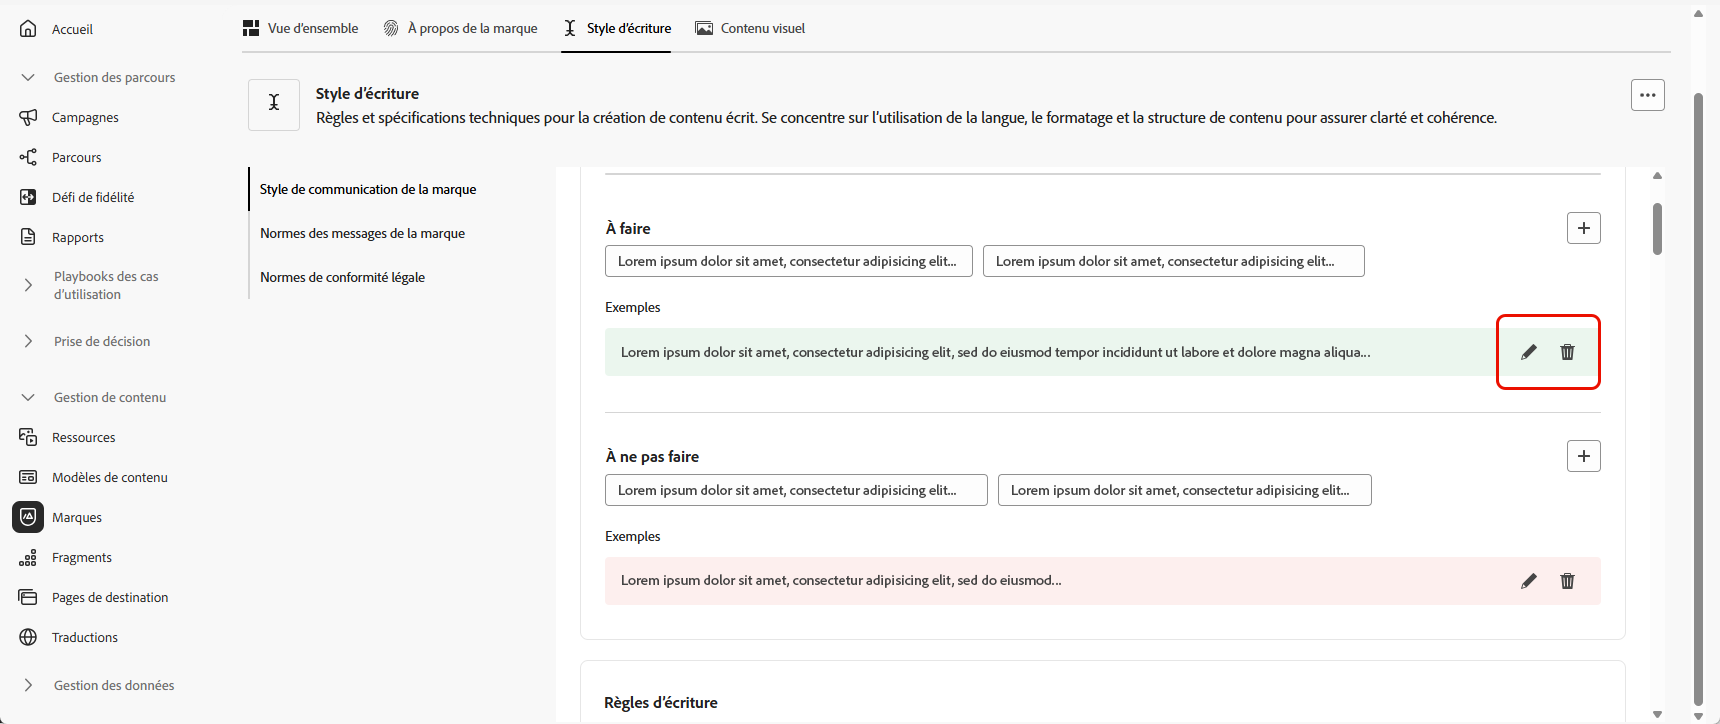 Accueil
Gestion des parcours
Campagnes
Parcours
Défi de fidélité
Rapports
Playbooks des cas
d'utilisation
Prise de décision
Gestion de contenu
Ressources
Modèles de contenu
Marques
Fragments
Pages de destination
Traductions
Gestion des données
Vue d'ensemble
À propos de la marque
Style d'écriture
Contenu visuel
Style d'écriture
Règles et spécifications techniques pour la création de contenu écrit. Se concentre sur l'utilisation de la langue, le formatage et la structure de contenu pour assurer clarté et cohérence.
Style de communication de la marque
Normes des messages de la marque
Normes de conformité légale
À faire
Lorem ipsum dolor sit amet, consectetur adipisicing elit...
Lorem ipsum dolor sit amet, consectetur adipisicing elit...
Exemples
Lorem ipsum dolor sit amet, consectetur adipisicing elit, sed do eiusmod tempor incididunt ut labore et dolore magna aliqua...
À ne pas faire
Lorem ipsum dolor sit amet, consectetur adipisicing elit...
Lorem ipsum dolor sit amet, consectetur adipisicing elit...
Exemples
Lorem ipsum dolor sit amet, consectetur adipisicing elit, sed do eiusmod...
Règles d'écriture